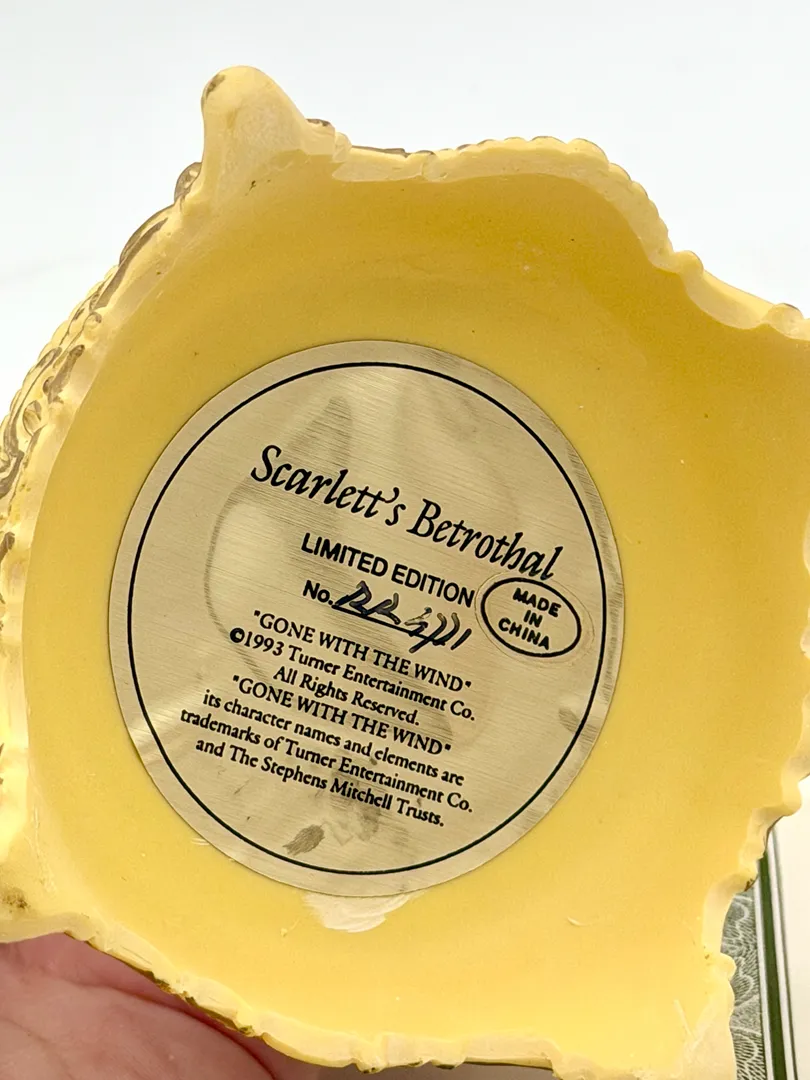 Scarlett's Betrothal
LIMITED EDITION
No.
MADE
IN
CHINA
"GONE WITH THE WIND"
©1993 Turner Entertainment Co.
All Rights Reserved.
"GONE WITH THE WIND"
its character names and elements are
trademarks of Turner Entertainment Co.
and The Stephens Mitchell Trusts.